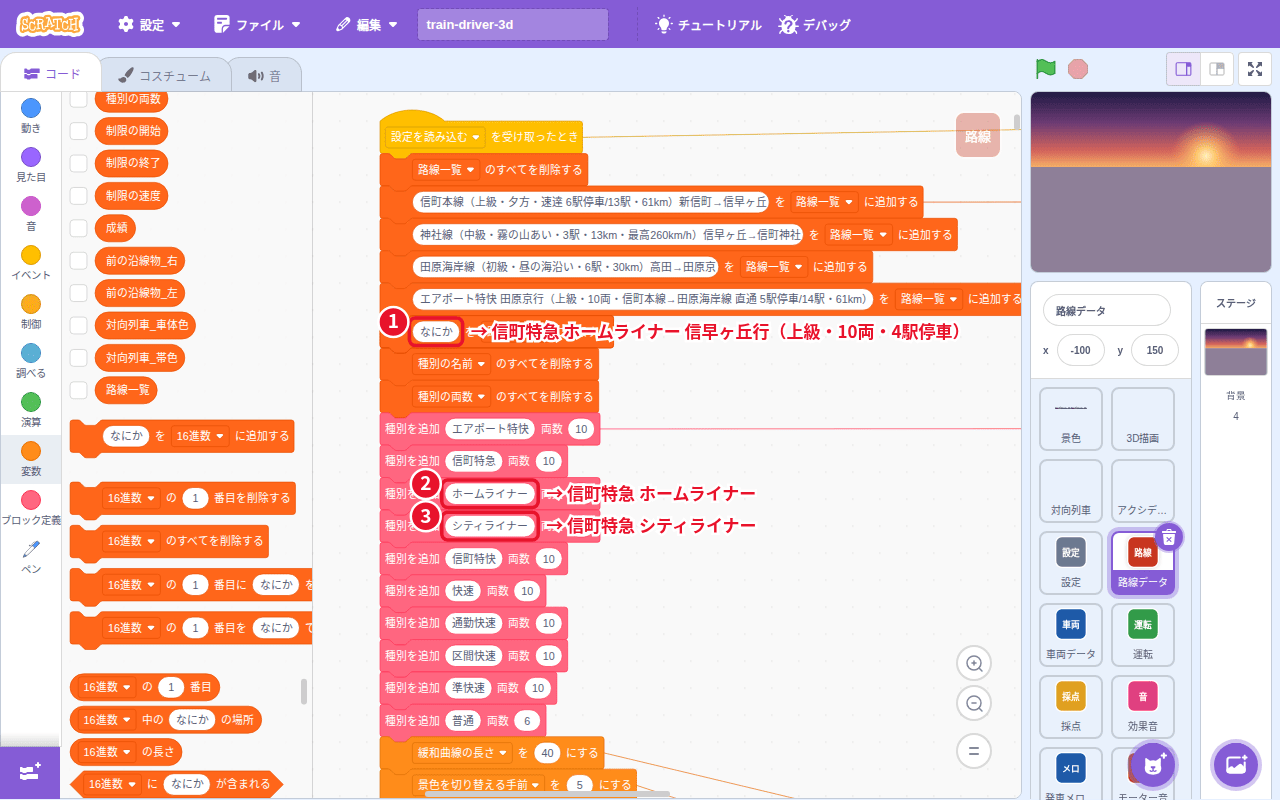 SCRATCH
設定
ファイル
編集
train-driver-3d
チュートリアル
デバッグ
コード
コスチューム
音
動き
見た目
音
イベント
制御
調べる
演算
変数
ブロック定義
ペン
種別の両数
制限の開始
制限の終了
制限の速度
成績
前の沿線物_右
前の沿線物_左
対向列車_車体色
対向列車_帯色
路線一覧
なにか を 16進数 に追加する
16進数 の 1 番目を削除する
16進数 のすべてを削除する
16進数 の 1 番目に なにか を
16進数 の 1 番目を なにか で
16進数 の 1 番目
16進数 中の なにか の場所
16進数 の長さ
16進数 に なにか が含まれる
設定を読み込む を受け取ったとき
路線一覧 のすべてを削除する
信町本線（上級・夕方・速達 6駅停車/13駅・61km）新信町→信早ヶ丘 を 路線一覧 に追加する
神社線（中級・霧の山あい・3駅・13km・最高260km/h）信早ヶ丘→信町神社 を 路線一覧 に追加する
田原海岸線（初級・昼の海沿い・6駅・30km）高田→田原京 を 路線一覧 に追加する
エアポート特快 田原京行（上級・10両・信町本線→田原海岸線 直通 5駅停車/14駅・61km） を 路線一覧 に追加する
1 なにか →信町特急 ホームライナー 信早ヶ丘行（上級・10両・4駅停車）
種別の名前 のすべてを削除する
種別の両数 のすべてを削除する
種別を追加 エアポート特快 両数 10
種別を追加 信町特急 両数 10
2 種別を追加 ホームライナー →信町特急 ホームライナー
3 種別を追加 シティライナー →信町特急 シティライナー
種別を追加 信町特快 両数 10
種別を追加 快速 両数 10
種別を追加 通勤快速 両数 10
種別を追加 区間快速 両数 10
種別を追加 準快速 両数 10
種別を追加 普通 両数 6
緩和曲線の長さ を 40 にする
景色を切り替える手前 を 5 にする
路線
路線データ
x -100 y 150
ステージ
背景
4
景色
3D描画
対向列車
アクシデ...
設定
設定
路線
路線データ
車両
車両データ
運転
運転
採点
採点
音
効果音
メロ
発車メロ...
モーター音